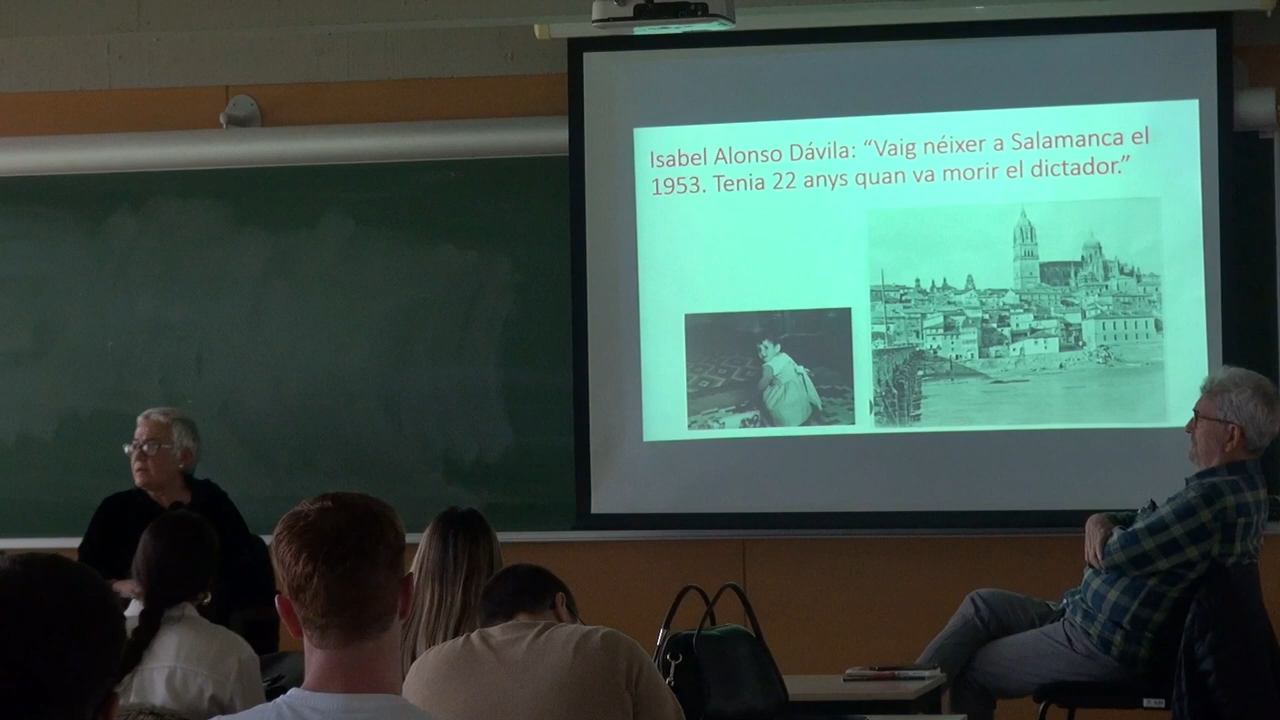 Isabel Alonso Dávila: “Vaig néixer a Salamanca el
1953. Tenia 22 anys quan va morir el dictador.”